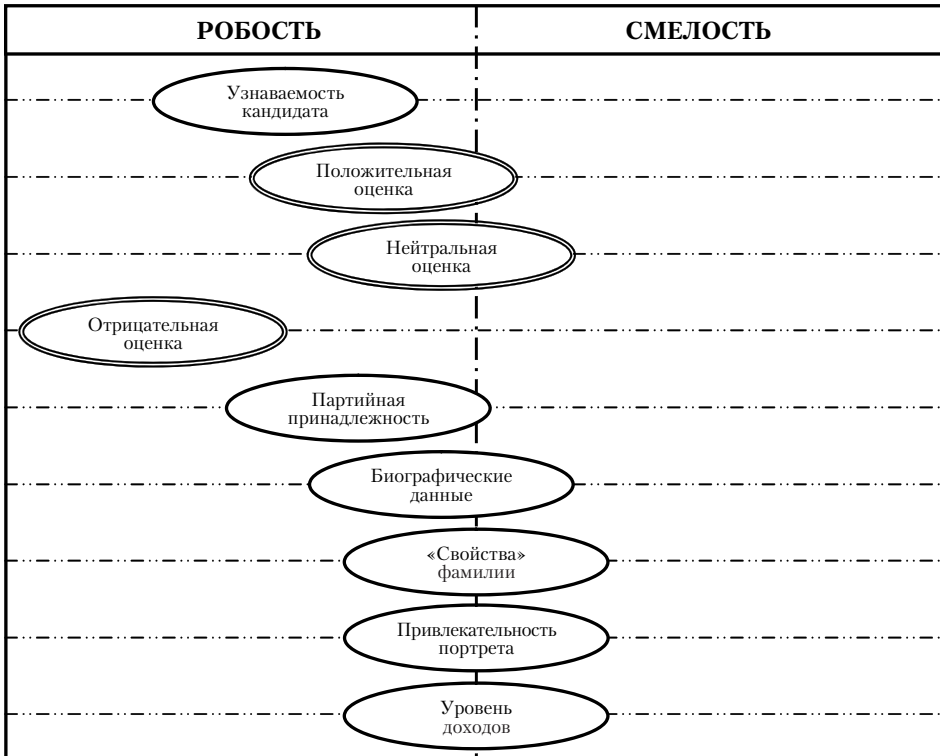 РОБОСТЬ
СМЕЛОСТЬ
Узнаваемость
кандидата
Положительная
оценка
Нейтральная
оценка
Отрицательная
оценка
Партийная
принадлежность
Биографические
данные
«Свойства»
фамилии
Привлекательность
портрета
Уровень
доходов